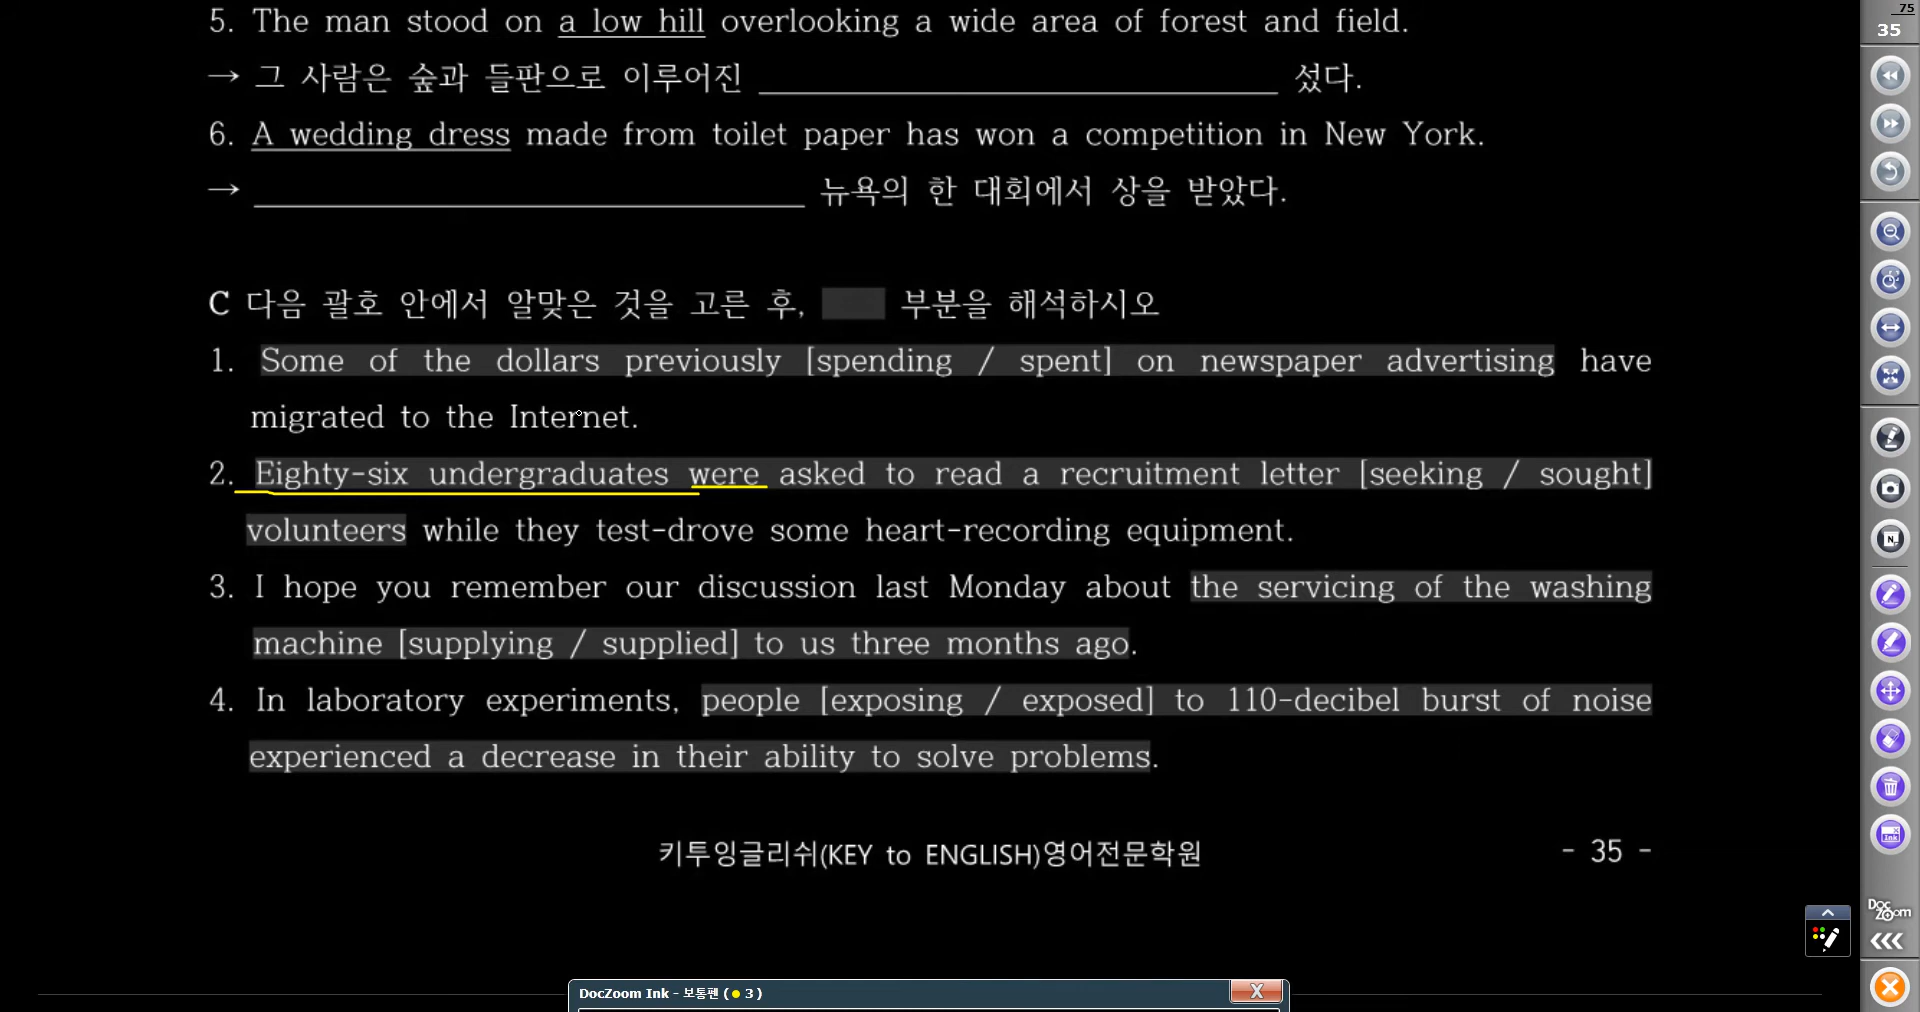 75
35
5. The man stood on a low hill overlooking a wide area of forest and field.
→ 그 사람은 숲과 들판으로 이루어진 ______ 섰다.
6. A wedding dress made from toilet paper has won a competition in New York.
→ ______ 뉴욕의 한 대회에서 상을 받았다.
C 다음 괄호 안에서 알맞은 것을 고른 후, 부분을 해석하시오
1. Some of the dollars previously [spending / spent] on newspaper advertising have
migrated to the Internet.
2. Eighty-six undergraduates were asked to read a recruitment letter [seeking / sought]
volunteers while they test-drove some heart-recording equipment.
3. I hope you remember our discussion last Monday about the servicing of the washing
machine [supplying / supplied] to us three months ago.
4. In laboratory experiments, people [exposing / exposed] to 110-decibel burst of noise
experienced a decrease in their ability to solve problems.
키투잉글리쉬(KEY to ENGLISH)영어전문학원
- 35 -
Doc Zoom
DocZoom Ink - 보통펜 ( 3 )